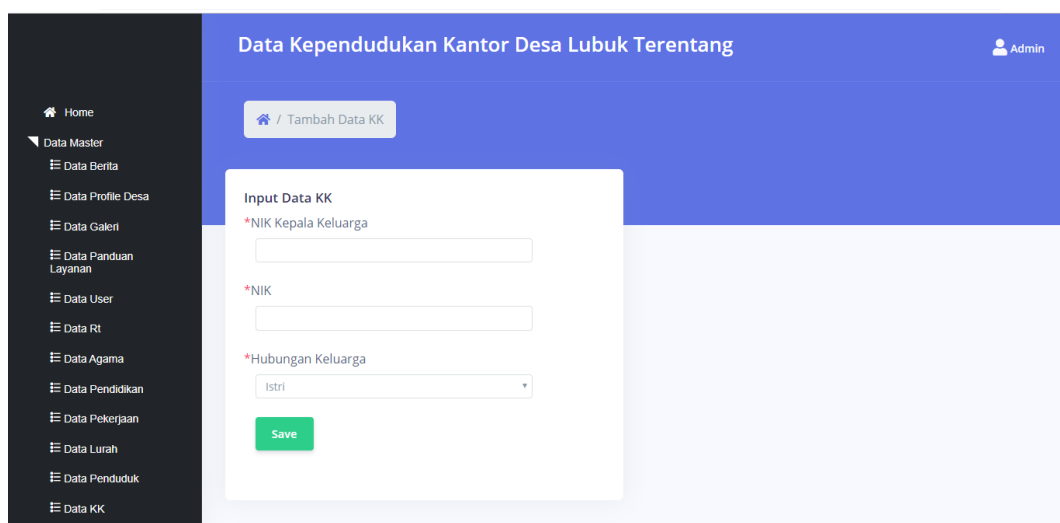 Data Kependudukan Kantor Desa Lubuk Terentang
Admin
Home
Data Master
Data Berita
Data Profile Desa
Data Galeri
Data Panduan
Layanan
Data User
Data Rt
Data Agama
Data Pendidikan
Data Pekerjaan
Data Lurah
Data Penduduk
Data KK
/ Tambah Data KK
Input Data KK
*NIK Kepala Keluarga
*NIK
*Hubungan Keluarga
Istri
Save